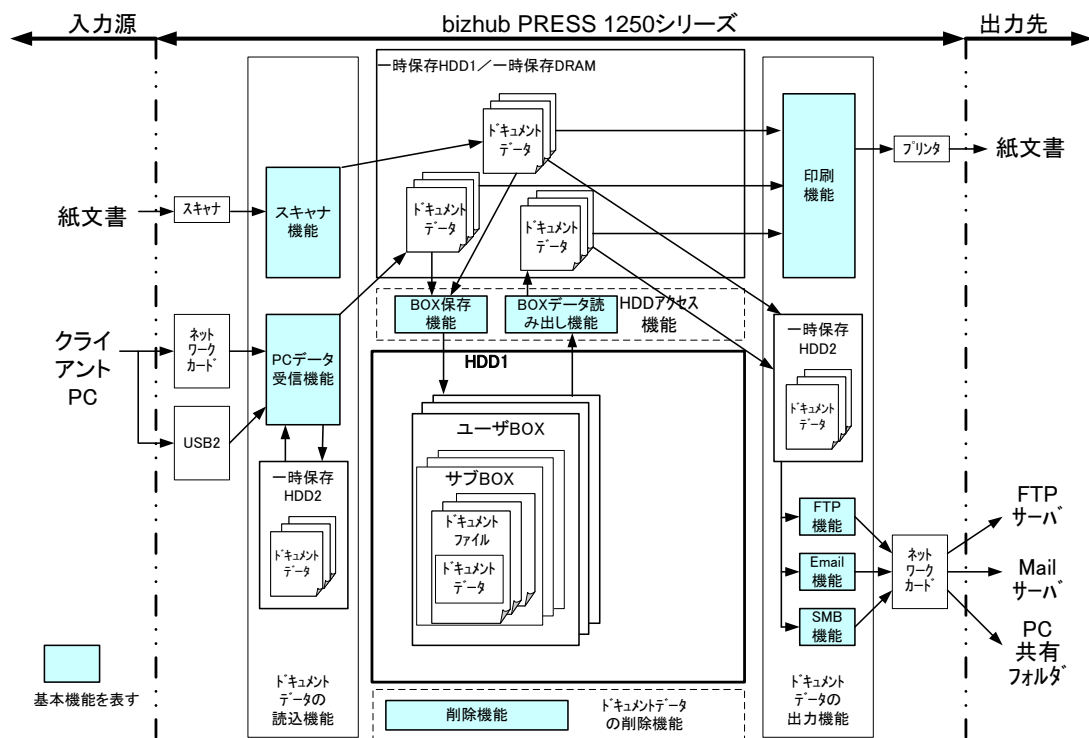 入力源
bizhub PRESS 1250シリーズ
出力先
一時保存HDD1／一時保存DRAM
ﾄﾞｷｭﾒﾝﾄ
ﾃﾞｰﾀ
ﾄﾞｷｭﾒﾝﾄ
ﾃﾞｰﾀ
ﾄﾞｷｭﾒﾝﾄ
ﾃﾞｰﾀ
紙文書
ｽｷｬﾅ
スキャナ
機能
印刷
機能
ﾌﾟﾘﾝﾀ
紙文書
BOX保存
機能
BOXデータ読
み出し機能
HDDｱｸｾｽ
機能
クライ
アント
PC
ﾈｯﾄ
ﾜｰｸ
ｶｰﾄﾞ
USB2
PCデータ
受信機能
一時保存
HDD2
ﾄﾞｷｭﾒﾝﾄ
ﾃﾞｰﾀ
HDD1
ユーザBOX
サブBOX
ﾄﾞｷｭﾒﾝﾄ
ﾌｧｲﾙ
ﾄﾞｷｭﾒﾝﾄ
ﾃﾞｰﾀ
一時保存
HDD2
ﾄﾞｷｭﾒﾝﾄ
ﾃﾞｰﾀ
FTP
機能
Email
機能
SMB
機能
ﾈｯﾄ
ﾜｰｸ
ｶｰﾄﾞ
FTP
ｻｰﾊﾞ
Mail
ｻｰﾊﾞ
PC
共有
ﾌｫﾙﾀﾞ
基本機能を表す
ﾄﾞｷｭﾒﾝﾄ
ﾃﾞｰﾀの
読込機能
削除機能
ﾄﾞｷｭﾒﾝﾄﾃﾞｰﾀ
の削除機能
ﾄﾞｷｭﾒﾝﾄ
ﾃﾞｰﾀの
出力機能